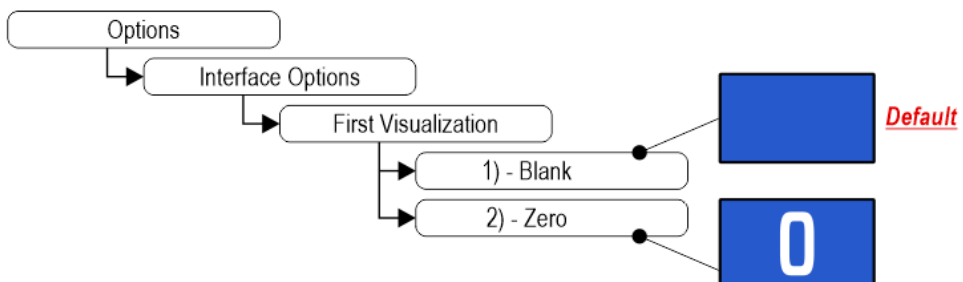 Options
Interface Options
First Visualization
1) - Blank
Default
2) - Zero
0